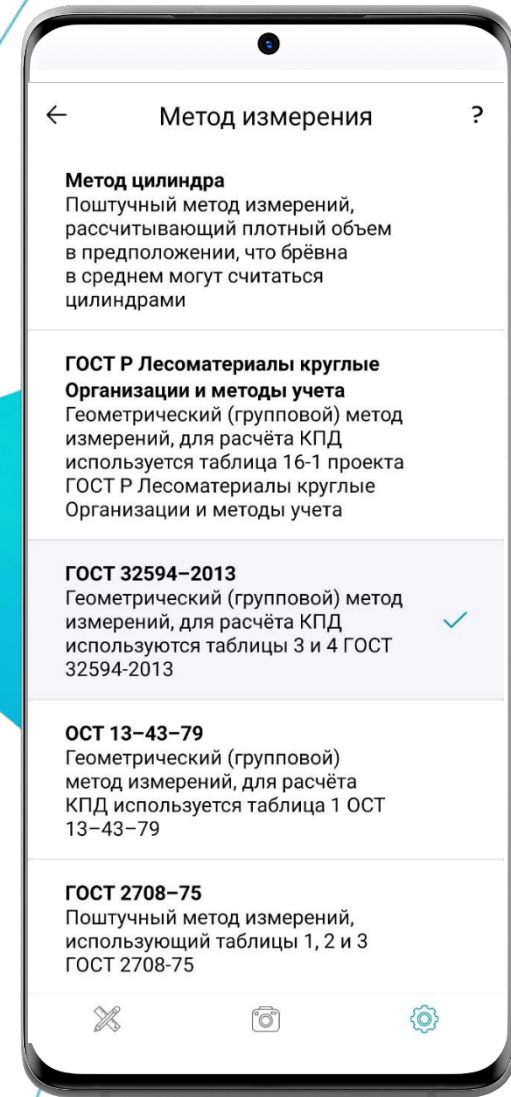 Метод измерения ?
Метод цилиндра
Поштучный метод измерений,
рассчитывающий плотный объем
в предположении, что брёвна
в среднем могут считаться
цилиндрами
ГОСТ Р Лесоматериалы круглые
Организации и методы учета
Геометрический (групповой) метод
измерений, для расчёта КПД
используется таблица 16-1 проекта
ГОСТ Р Лесоматериалы круглые
Организации и методы учета
ГОСТ 32594–2013
Геометрический (групповой) метод
измерений, для расчёта КПД
используются таблицы 3 и 4 ГОСТ
32594-2013
ОСТ 13–43–79
Геометрический (групповой)
метод измерений, для расчёта
КПД используется таблица 1 ОСТ
13–43–79
ГОСТ 2708–75
Поштучный метод измерений,
использующий таблицы 1, 2 и 3
ГОСТ 2708-75